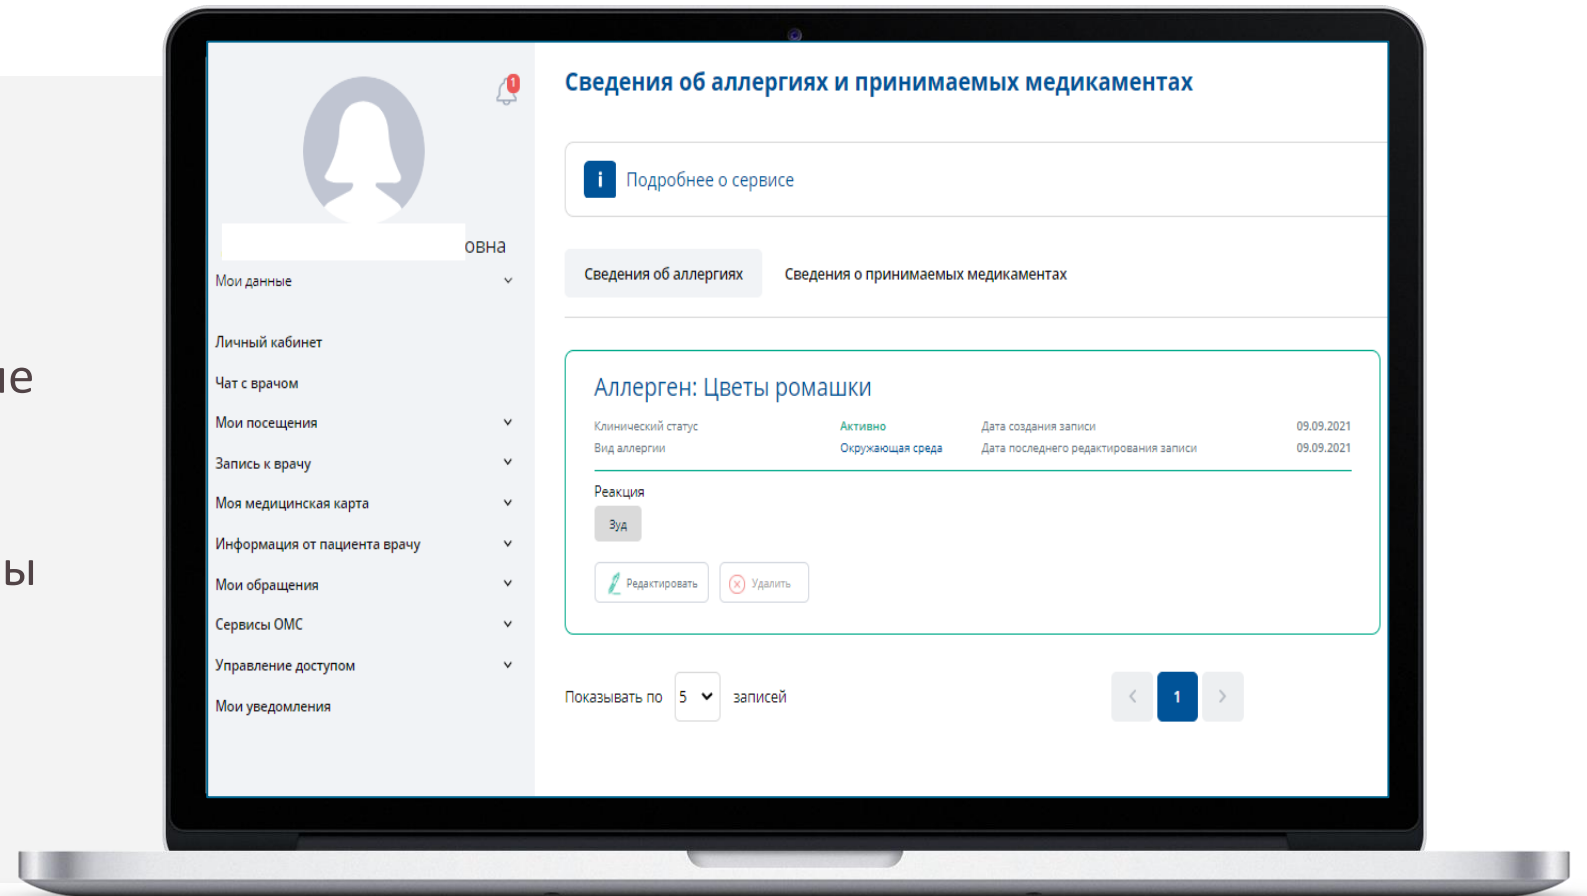 1
овна
Мои данные
Личный кабинет
Чат с врачом
Мои посещения
Запись к врачу
Моя медицинская карта
Информация от пациента врачу
Мои обращения
Сервисы ОМС
Управление доступом
Мои уведомления
Сведения об аллергиях и принимаемых медикаментах
i Подробнее о сервисе
Сведения об аллергиях Сведения о принимаемых медикаментах
Аллерген: Цветы ромашки
Клинический статус Активно Дата создания записи 09.09.2021
Вид аллергии Окружающая среда Дата последнего редактирования записи 09.09.2021
Реакция
Зуд
Редактировать Удалить
Показывать по 5 записей 1
ы